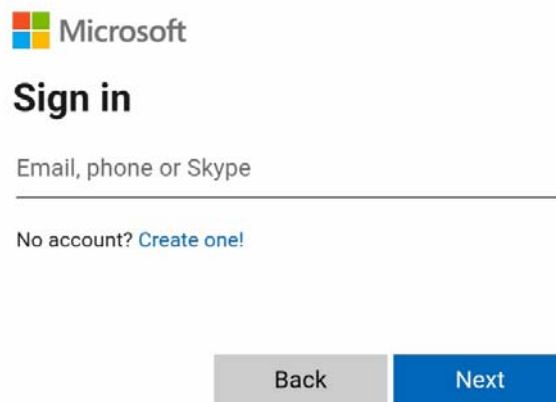 Microsoft
Sign in
Email, phone or Skype
No account? Create one!
Back Next